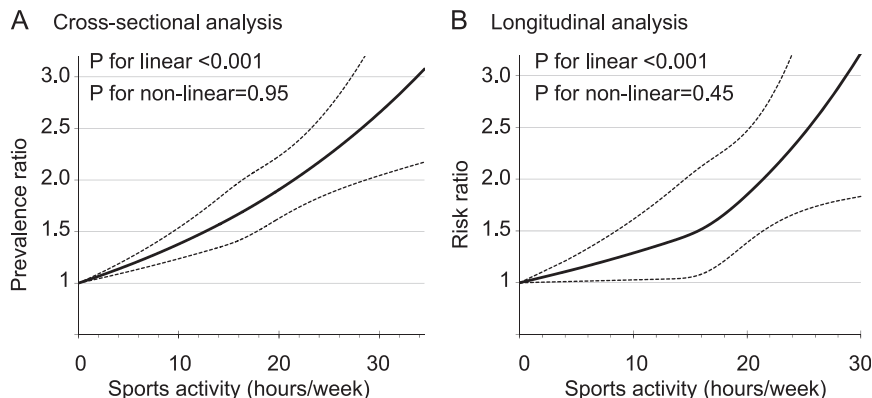 A Cross-sectional analysis
P for linear <0.001
P for non-linear=0.95
Prevalence ratio
3.0
2.5
2.0
1.5
1
0 10 20 30
Sports activity (hours/week)
B Longitudinal analysis
P for linear <0.001
P for non-linear=0.45
Risk ratio
3.0
2.5
2.0
1.5
1
0 10 20 30
Sports activity (hours/week)